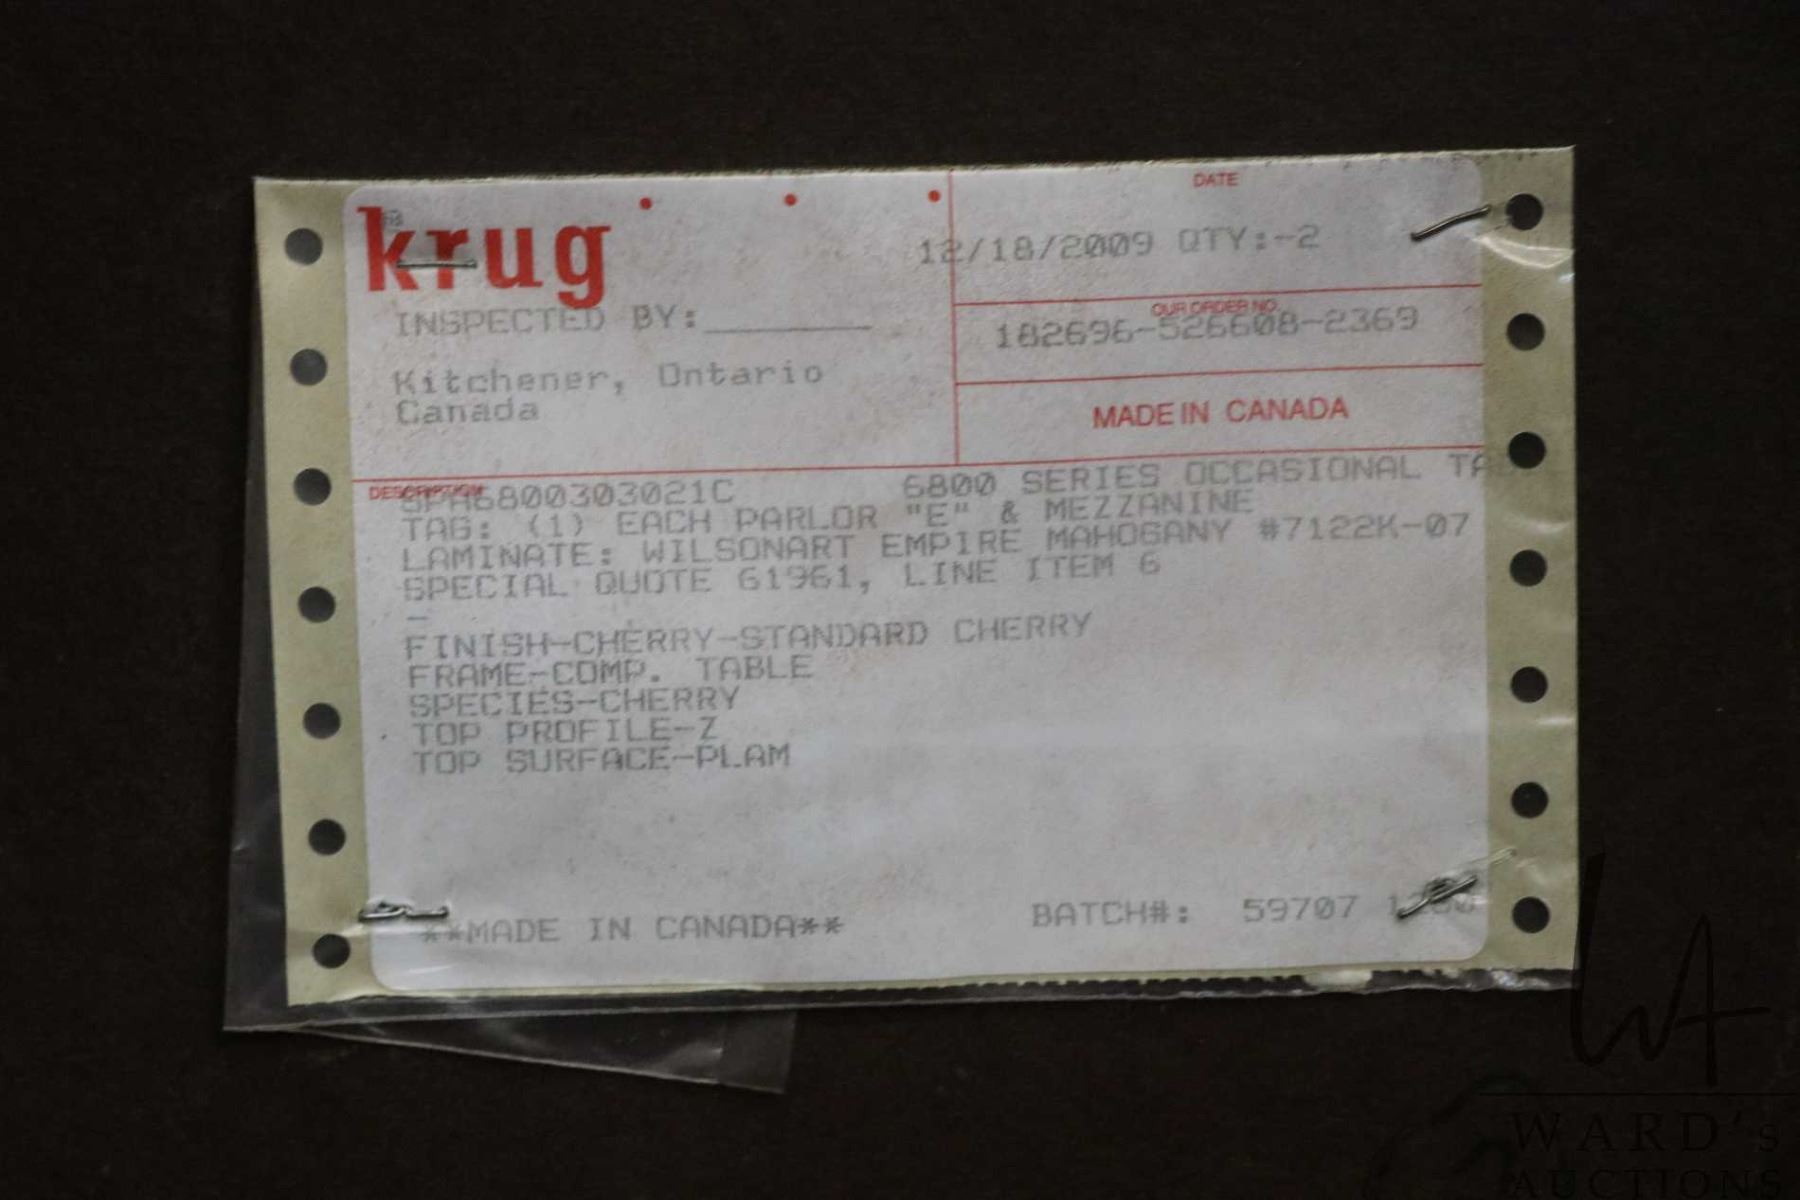 krug
DATE
12/18/2009 QTY:-2
INSPECTED BY:________
OUR ORDER NO.
182696-526608-2369
Kitchener, Ontario
Canada
MADE IN CANADA
DESCRIPTION
6800 SERIES OCCASIONAL
TAG: (1) EACH PARLOR "E" & MEZZANINE
LAMINATE: WILSONART EMPIRE MAHOGANY #7122K-07
SPECIAL QUOTE 61961, LINE ITEM 6
-
FINISH-CHERRY-STANDARD CHERRY
FRAME-COMP. TABLE
SPECIES-CHERRY
TOP PROFILE-Z
TOP SURFACE-PLAM
**MADE IN CANADA**
BATCH#: 59707
WA
WARD's
AUCTIONS